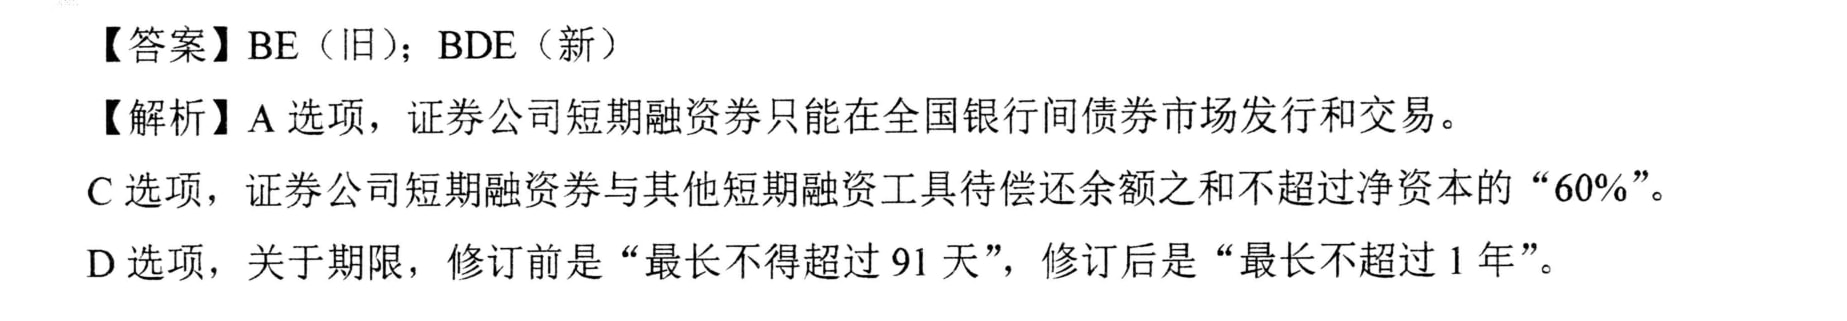 【答案】BE（旧）；BDE（新）
【解析】A 选项，证券公司短期融资券只能在全国银行间债券市场发行和交易。
C 选项，证券公司短期融资券与其他短期融资工具待偿还余额之和不超过净资本的“60%”。
D 选项，关于期限，修订前是“最长不得超过 91 天”，修订后是“最长不超过 1 年”。